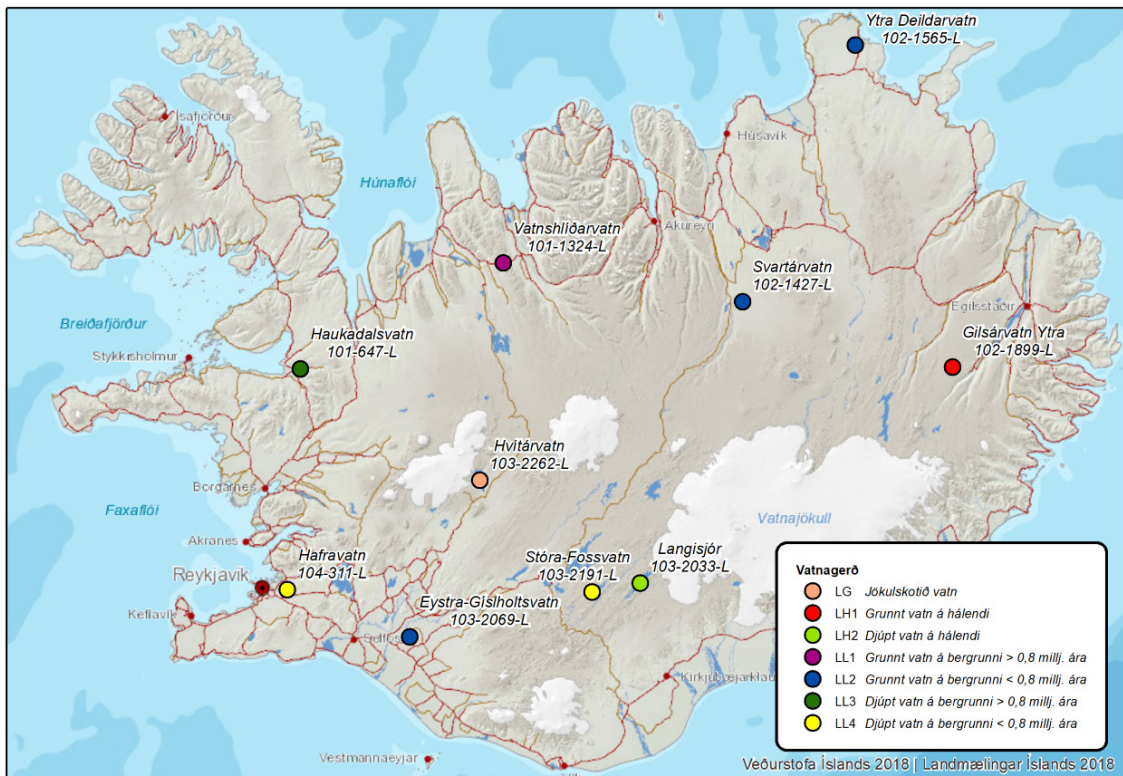 Ytra Deildarvatn
102-1565-L
Ísafjörður
Húsavík
Húnaflói
Vatnshlíðarvatn
101-1324-L
Akureyri
Svartárvatn
102-1427-L
Egilsstaðir
Breiðafjörður
Stykkishólmur
Haukadalsvatn
101-647-L
Gilsárvatn Ytra
102-1899-L
Hvítárvatn
103-2262-L
Borgarnes
Faxaflói
Vatnajökull
Akranes
Hafravatn
104-311-L
Stóra-Fossvatn
103-2191-L
Langisjór
103-2033-L
Reykjavík
Keflavík
Eystra-Gíslholtsvatn
103-2069-L
Selfoss
Kirkjubæjarklau
Vestmannaeyjar
Vík
Vatnagerð
LG Jökulskotið vatn
LH1 Grunnt vatn á hálendi
LH2 Djúpt vatn á hálendi
LL1 Grunnt vatn á bergrunni > 0,8 millj. ára
LL2 Grunnt vatn á bergrunni < 0,8 millj. ára
LL3 Djúpt vatn á bergrunni > 0,8 millj. ára
LL4 Djúpt vatn á bergrunni < 0,8 millj. ára
Veðurstofa Íslands 2018 | Landmælingar Íslands 2018